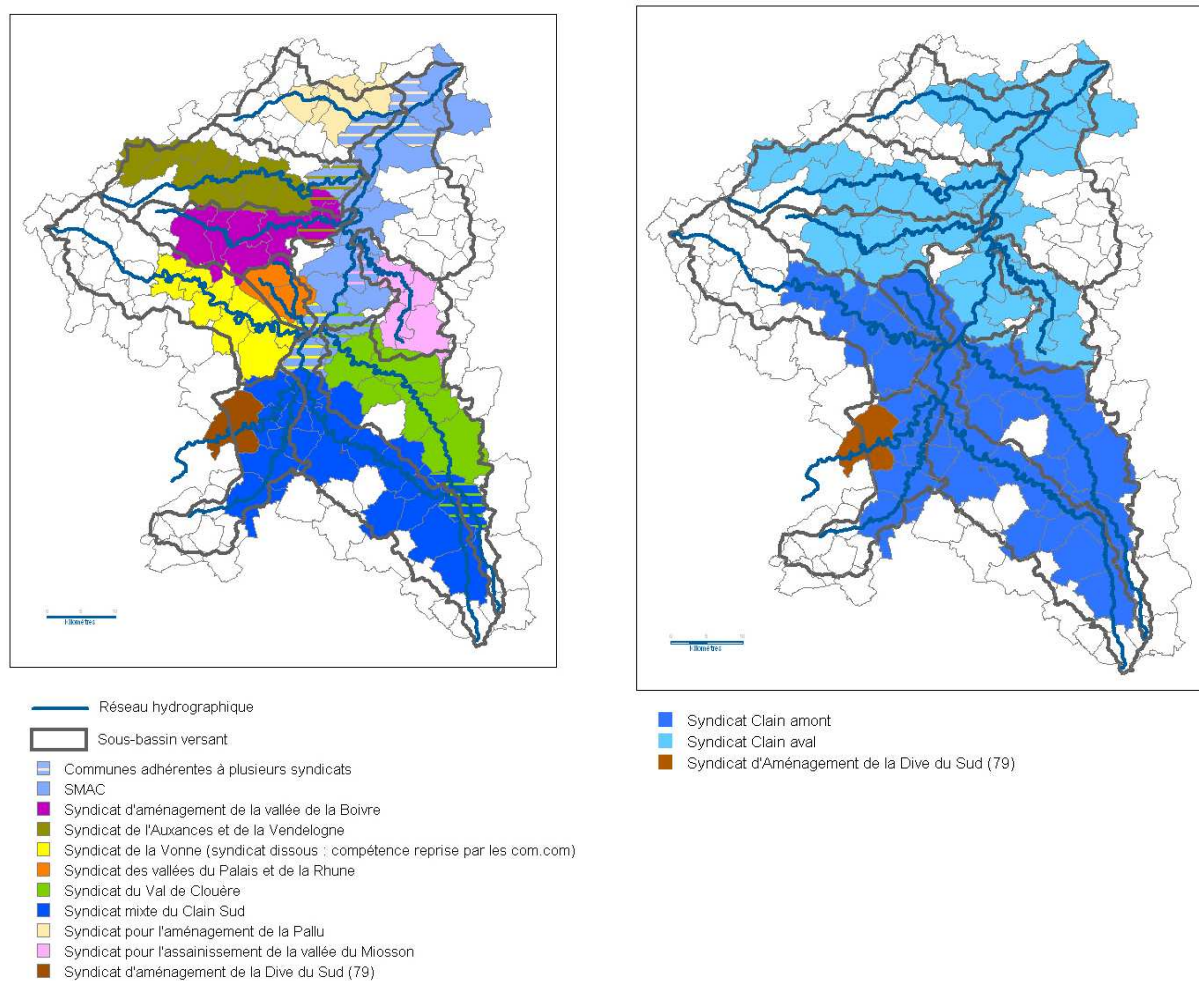 Kilomètres
Réseau hydrographique
Sous-bassin versant
Communes adhérentes à plusieurs syndicats
SMAC
Syndicat d'aménagement de la vallée de la Boivre
Syndicat de l'Auxances et de la Vendelogne
Syndicat de la Vonne (syndicat dissous : compétence reprise par les com.com)
Syndicat des vallées du Palais et de la Rhune
Syndicat du Val de Clouère
Syndicat mixte du Clain Sud
Syndicat pour l'aménagement de la Pallu
Syndicat pour l'assainissement de la vallée du Miosson
Syndicat d'aménagement de la Dive du Sud (79)
Kilomètres
Syndicat Clain amont
Syndicat Clain aval
Syndicat d'Aménagement de la Dive du Sud (79)